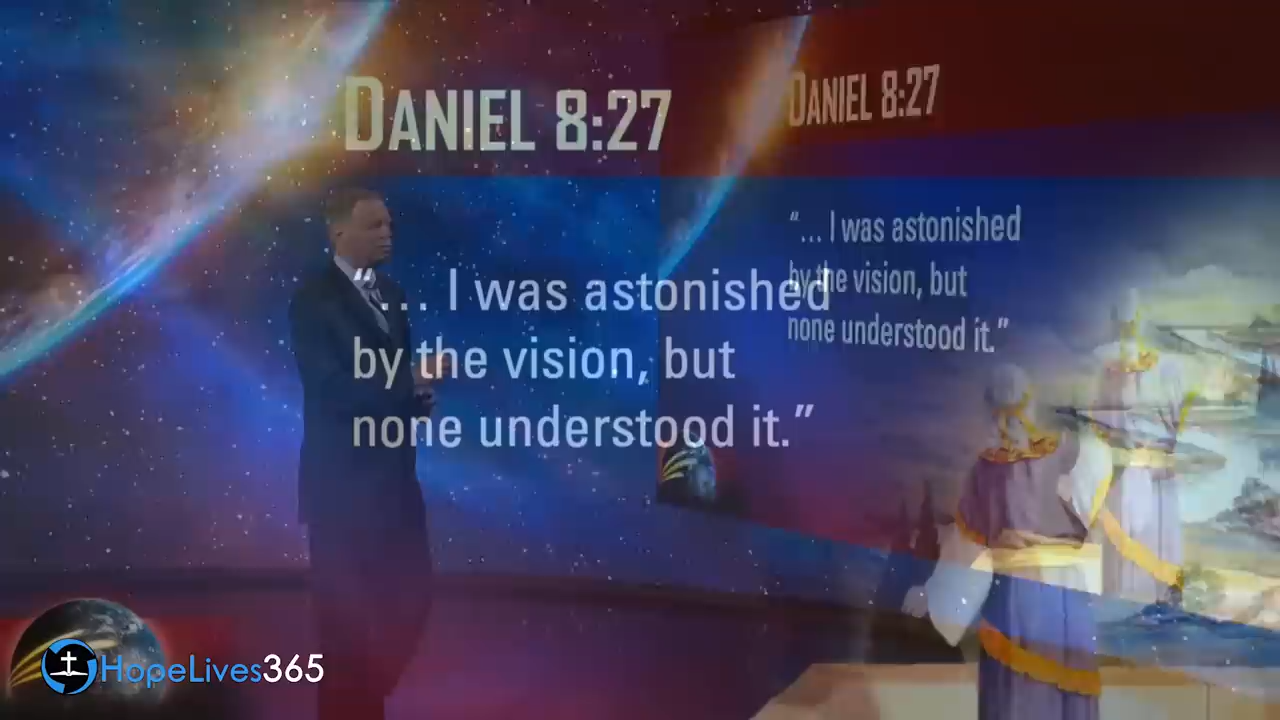 DANIEL 8:27
"... I was astonished
by the vision, but
none understood it."
DANIEL 8:27
"... I was astonished
by the vision, but
none understood it."
HopeLives365